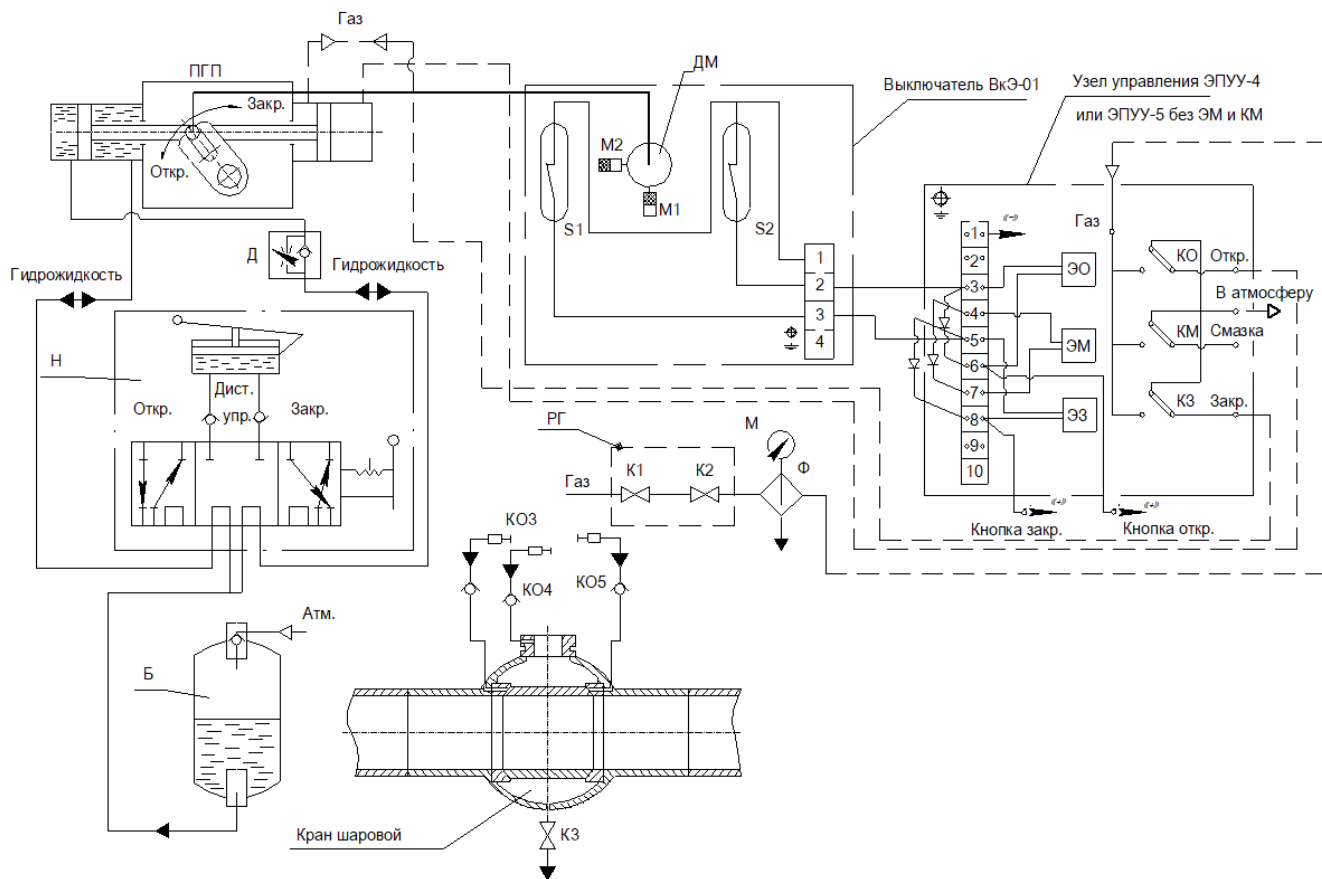 Газ
ПГП
ДМ
Выключатель ВкЭ-01
Узел управления ЭПУУ-4
или ЭПУУ-5 без ЭМ и КМ
Закр.
Откр.
М2
М1
S1
S2
Газ
Д
Гидрожидкость
Гидрожидкость
1
2
3
4
1
2
3
4
5
6
7
8
9
10
ЭО
ЭМ
ЭЗ
КО
Откр.
В атмосферу
КМ
Смазка
КЗ
Закр.
Н
Дист.
упр.
Откр.
Закр.
РГ
К1
К2
М
Ф
Газ
Кнопка закр.
Кнопка откр.
КО3
КО4
КО5
Атм.
Б
Кран шаровой
К3